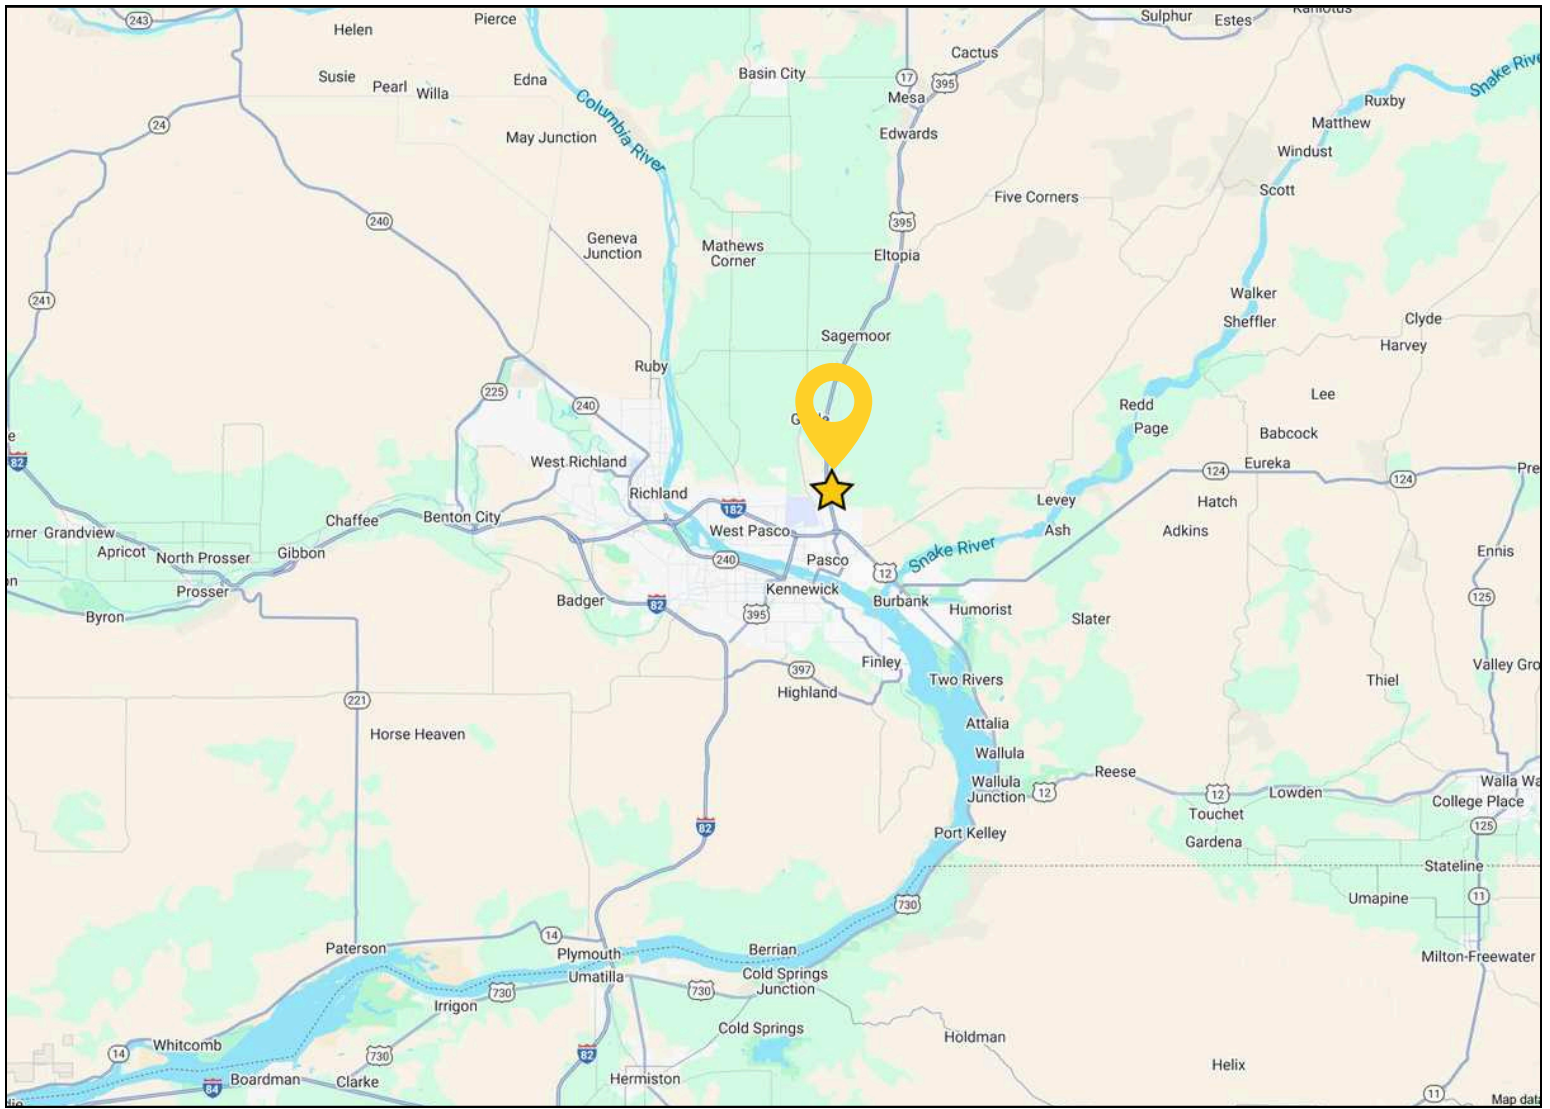 243
Pierce
Helen
Sulphur
Estes
Kahlotus
Cactus
Susie
Pearl
Willa
Edna
Basin City
17
395
Mesa
Snake River
Columbia River
Ruxby
24
May Junction
Edwards
Matthew
Windust
Scott
Five Corners
240
395
Geneva
Junction
Mathews
Corner
Eltopia
241
Walker
Sheffler
Clyde
Harvey
Sagemoor
Ruby
225
240
Lee
Redd
Page
Babcock
82
West Richland
124
Eureka
124
Pre
Richland
Levey
Hatch
182
Chaffee
Benton City
West Pasco
Ash
Adkins
orner
Grandview
Apricot
North Prosser
Gibbon
240
Pasco
Snake River
Ennis
12
on
Prosser
Badger
82
Kennewick
Burbank
Humorist
125
Byron
395
Slater
Finley
Valley Gro
397
Highland
Two Rivers
Thiel
221
Horse Heaven
Attalia
Wallula
Wallula
Junction
12
Reese
12
Lowden
Walla Wa
College Place
Touchet
82
Port Kelley
125
Gardena
Stateline
730
Umapine
11
14
Paterson
Plymouth
Berrian
Milton-Freewater
Umatilla
Cold Springs
Junction
730
730
Irrigon
Cold Springs
Holdman
14
Whitcomb
730
82
Helix
84
Boardman
Clarke
Hermiston
11
Map data